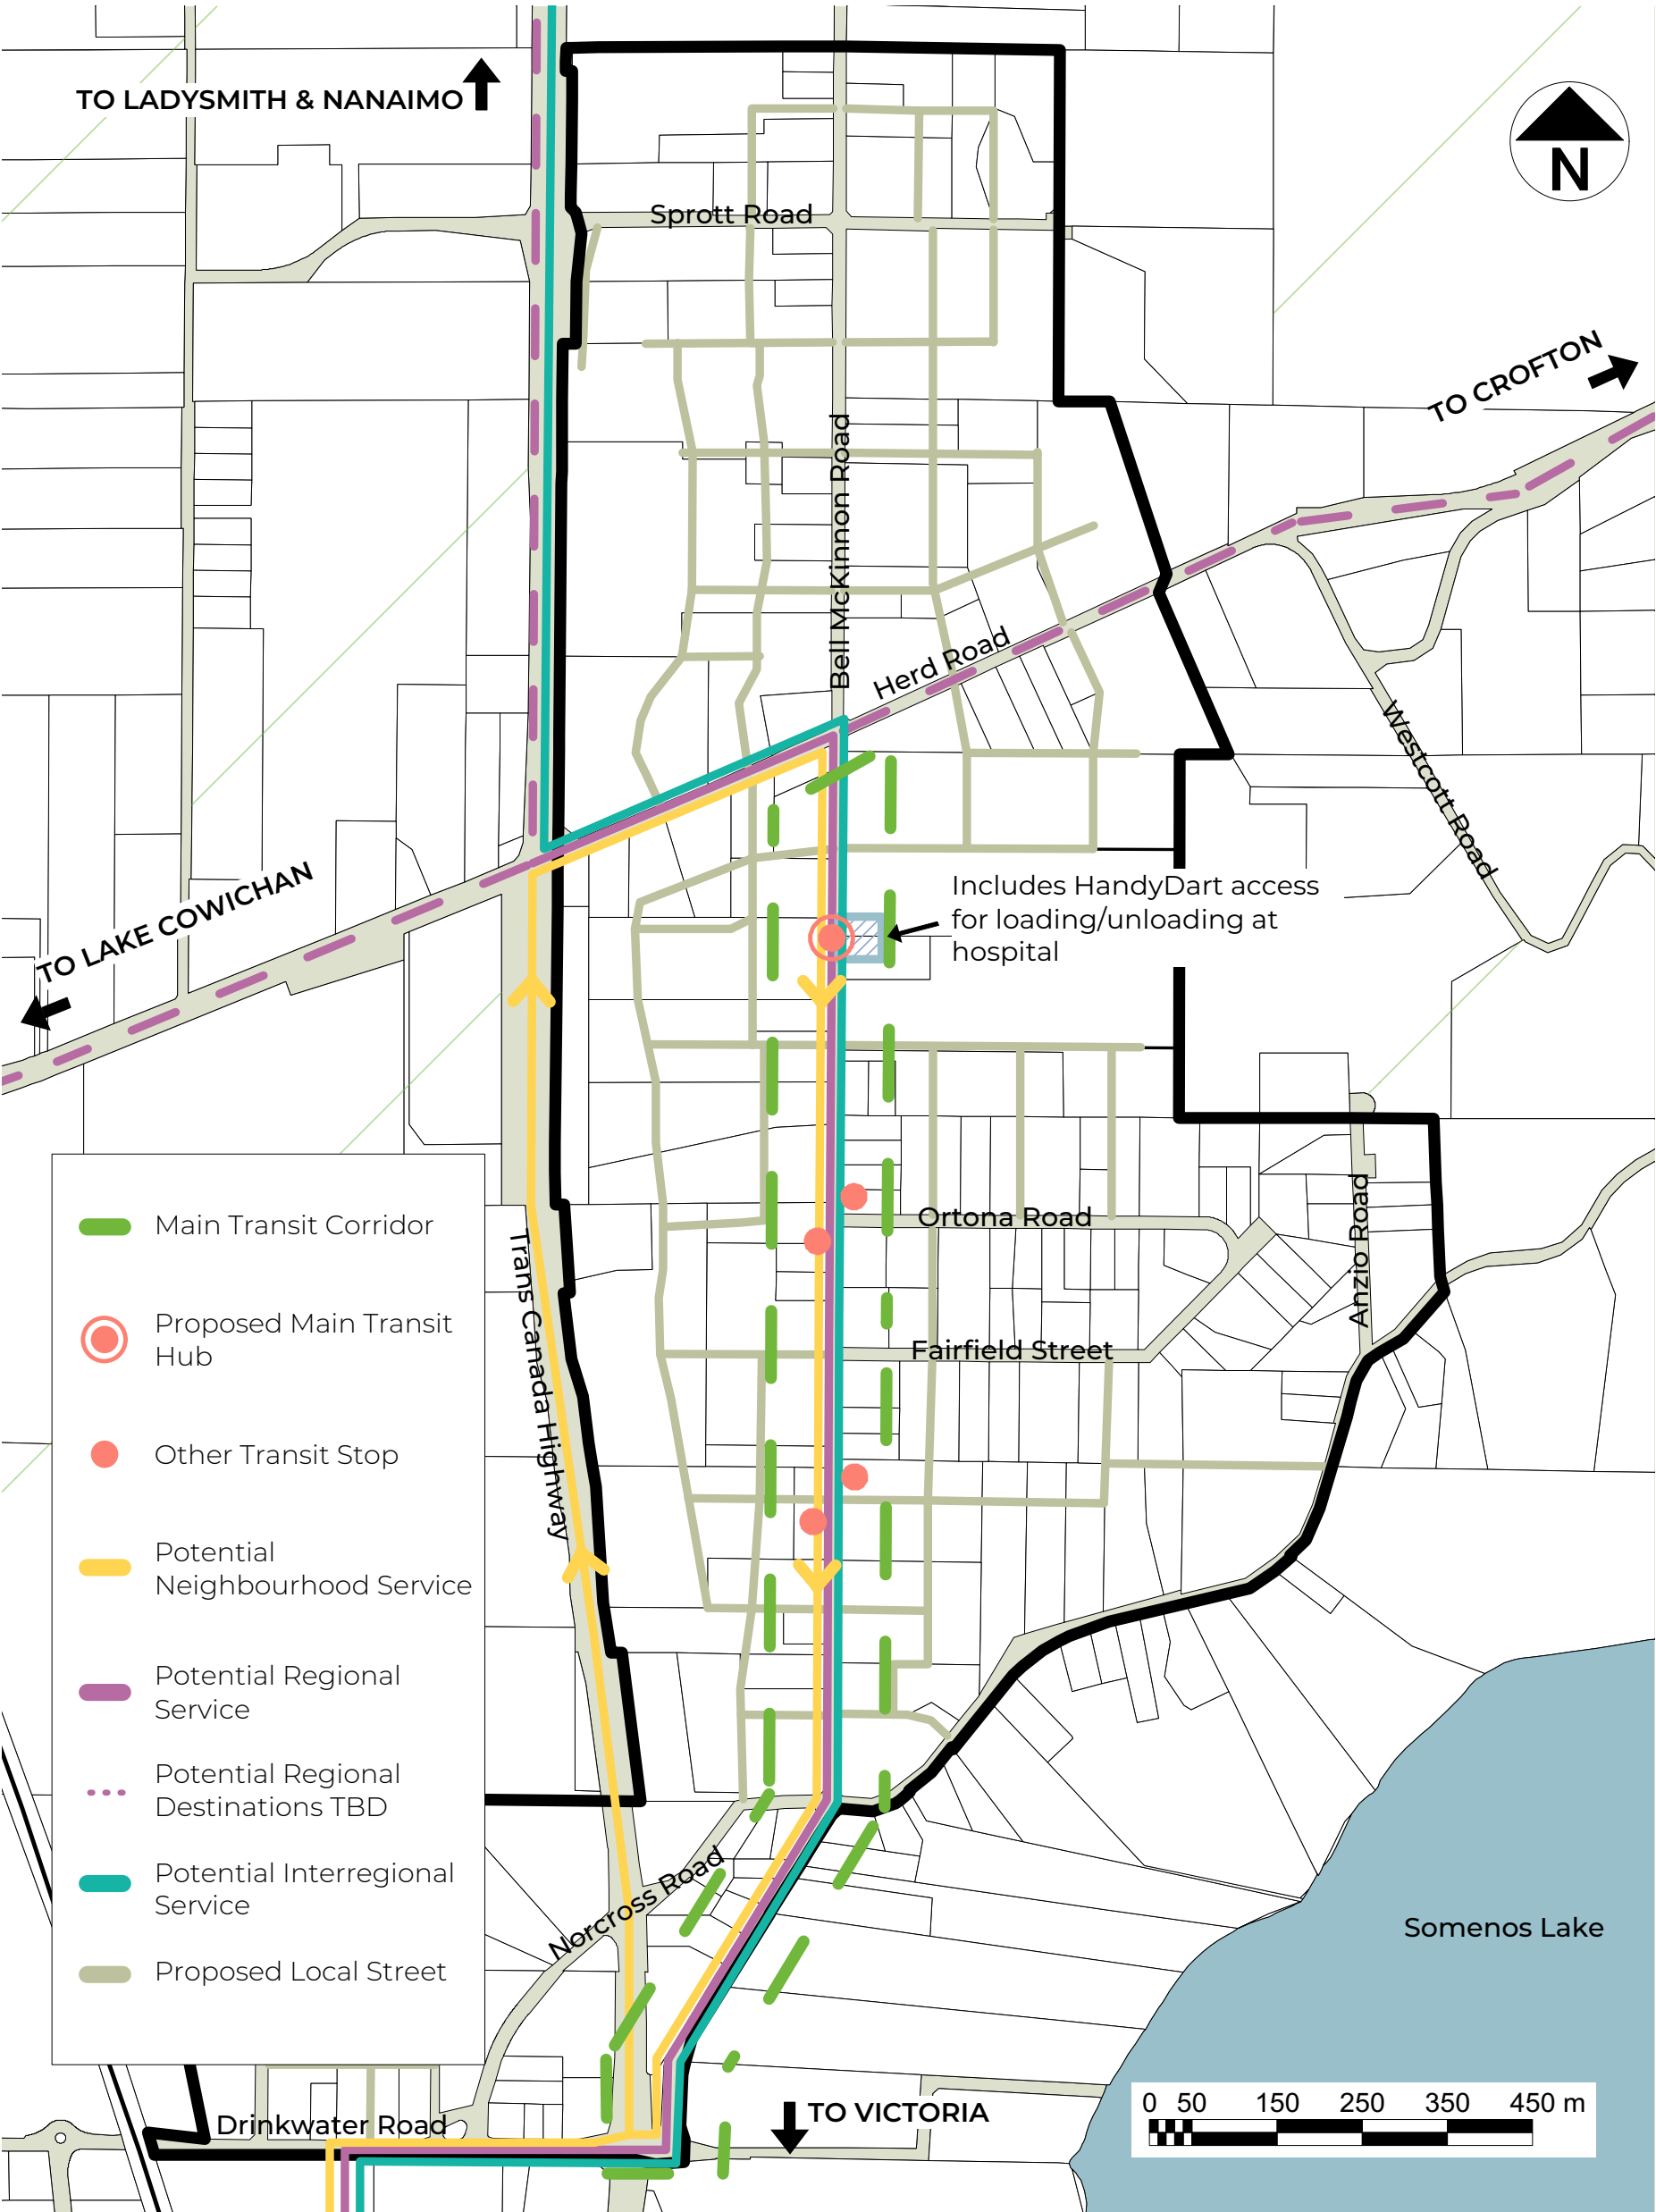 TO LADYSMITH & NANAIMO
N
Sprott Road
TO CROFTON
Bell McKinnon Road
Herd Road
Westcott Road
TO LAKE COWICHAN
Includes HandyDart access
for loading/unloading at
hospital
Ortona Road
Anzio Road
Fairfield Street
Trans Canada Highway
Main Transit Corridor
Proposed Main Transit
Hub
Other Transit Stop
Potential
Neighbourhood Service
Potential Regional
Service
Potential Regional
Destinations TBD
Potential Interregional
Service
Proposed Local Street
Norcross Road
Somenos Lake
Drinkwater Road
TO VICTORIA
0 50 150 250 350 450 m